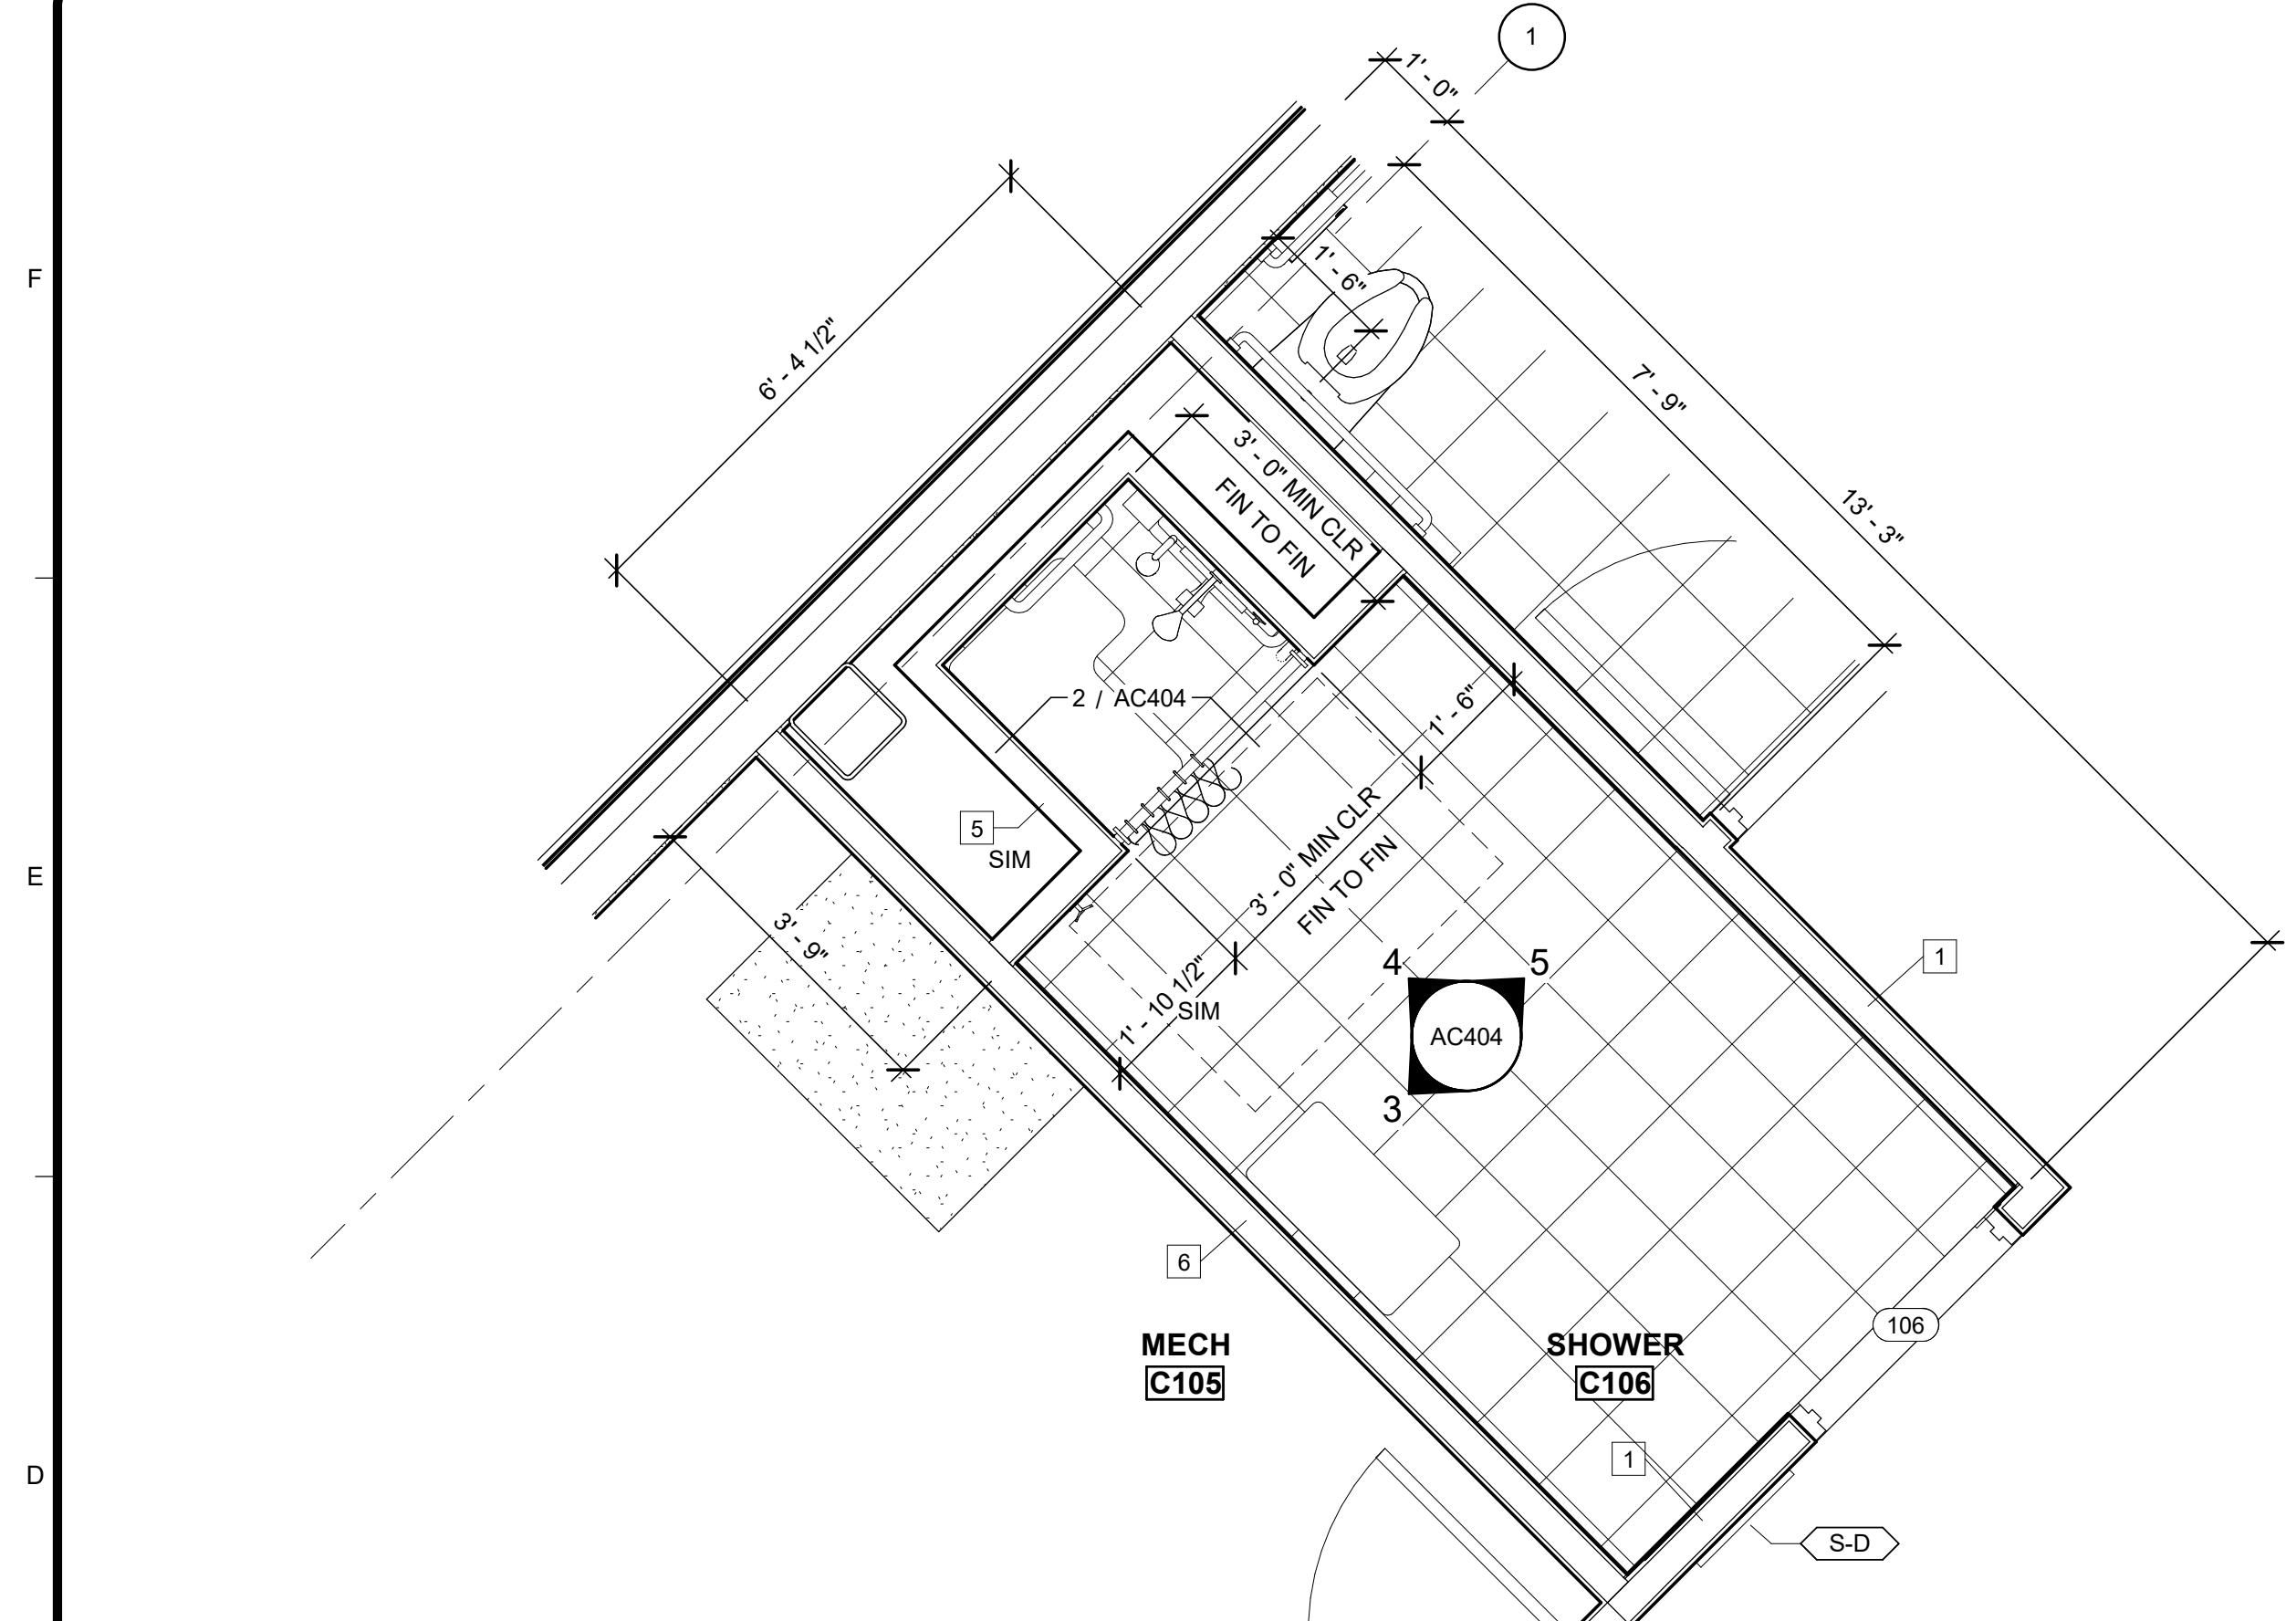 1
1' - 0"
F
1' - 6"
6' - 4 1/2"
7' - 9"
3' - 0" MIN CLR
FIN TO FIN
13' - 3"
2 / AC404
1' - 6"
5
SIM
E
3' - 0" MIN CLR
FIN TO FIN
3' - 9"
4
5
1
1' - 10 1/2"
SIM
AC404
3
6
106
MECH
C105
SHOWER
C106
1
D
S-D